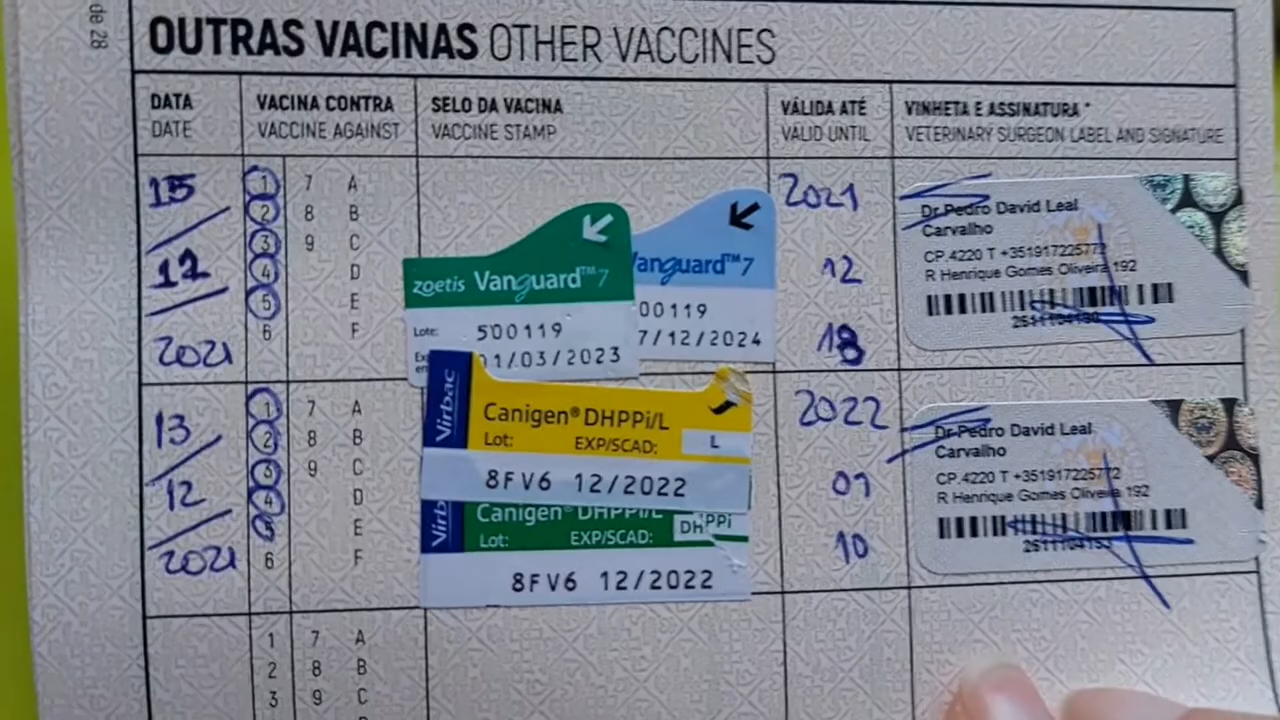 de 28
OUTRAS VACINAS OTHER VACCINES
DATA
DATE
VACINA CONTRA
VACCINE AGAINST
SELO DA VACINA
VACCINE STAMP
VÁLIDA ATÉ
VALID UNTIL
VINHETA E ASSINATURA *
VETERINARY SURGEON LABEL AND SIGNATURE
15
12
2021
1 7 A
2 8 B
3 9 C
4 D
5 E
6 F
zoetis Vanguard™ 7
Lote: 500119
01/03/2023
Vanguard™ 7
00119
7/12/2024
2021
12
18
Dr Pedro David Leal
Carvalho
CP.4220 T +351917225772
R Henrique Gomes Oliveira 192
13
12
2021
1 7 A
2 8 B
3 9 C
4 D
5 E
6 F
Virbac
Canigen® DHPPi/L
Lot: EXP/SCAD: L
8FV6 12/2022
Canigen® DHPPi/L
Lot: EXP/SCAD: DHPPi
8FV6 12/2022
2022
09
10
Dr Pedro David Leal
Carvalho
CP.4220 T +351917225772
R Henrique Gomes Oliveira 192
2611104153
1 7 A
2 8 B
3 9 C